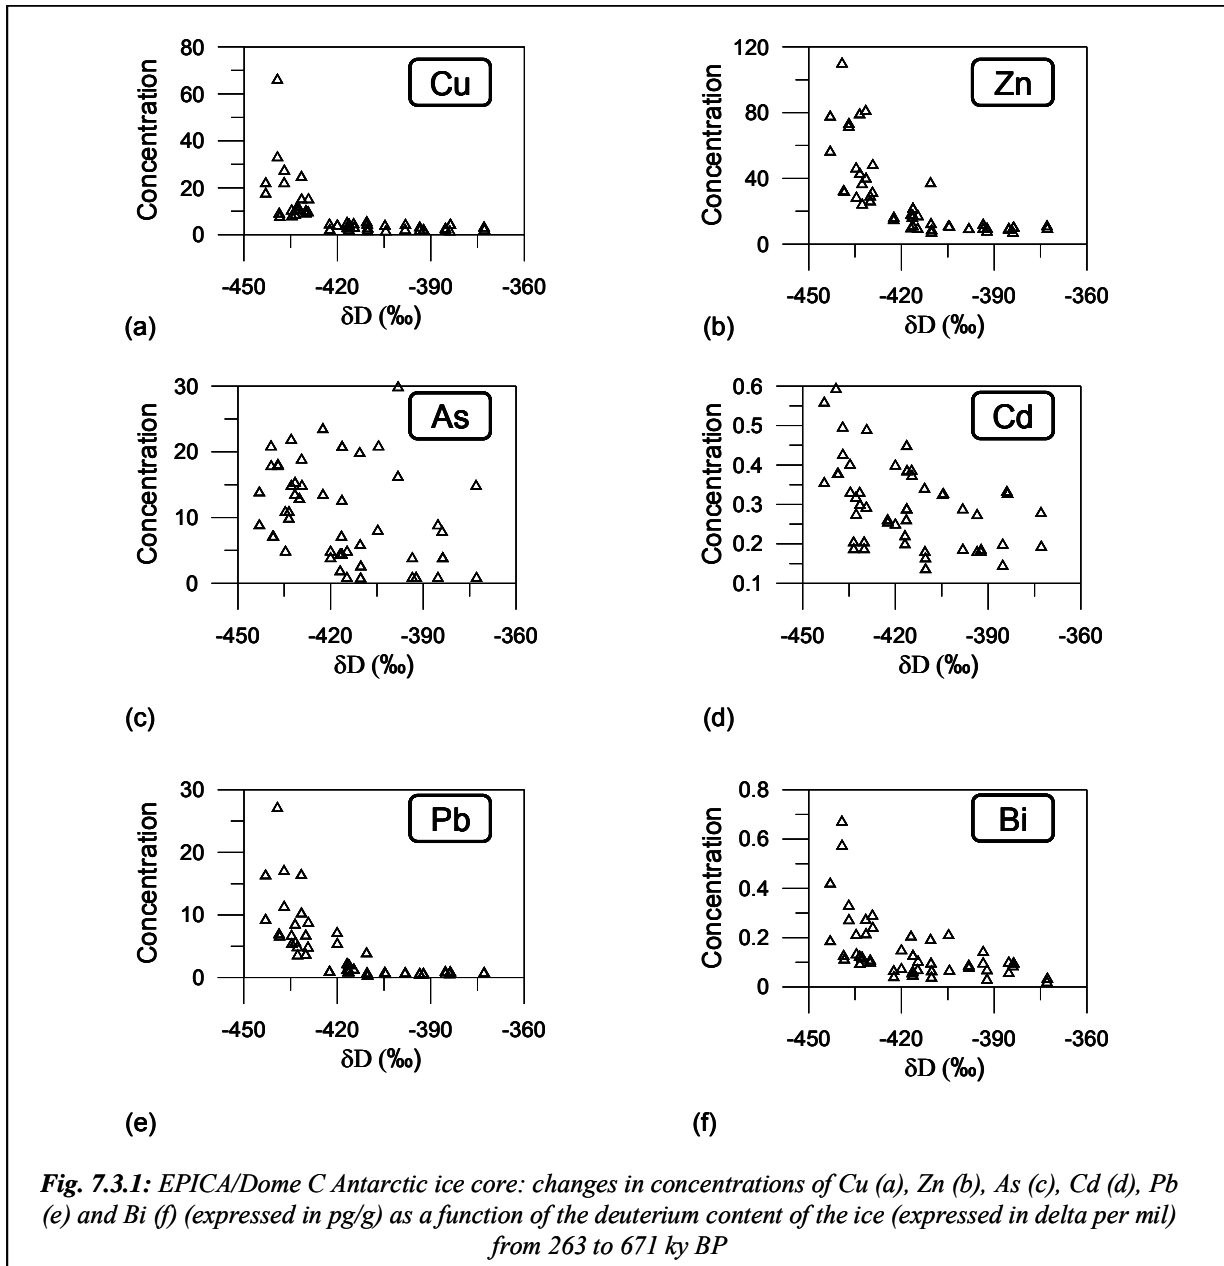 80
60
40
20
0
Concentration
Cu
-450
-420
-390
-360
δD (‰)
(a)
120
80
40
0
Concentration
Zn
-450
-420
-390
-360
δD (‰)
(b)
30
20
10
0
Concentration
As
-450
-420
-390
-360
δD (‰)
(c)
0.6
0.5
0.4
0.3
0.2
0.1
Concentration
Cd
-450
-420
-390
-360
δD (‰)
(d)
30
20
10
0
Concentration
Pb
-450
-420
-390
-360
δD (‰)
(e)
0.8
0.6
0.4
0.2
0
Concentration
Bi
-450
-420
-390
-360
δD (‰)
(f)
Fig. 7.3.1: EPICA/Dome C Antarctic ice core: changes in concentrations of Cu (a), Zn (b), As (c), Cd (d), Pb
(e) and Bi (f) (expressed in pg/g) as a function of the deuterium content of the ice (expressed in delta per mil)
from 263 to 671 ky BP